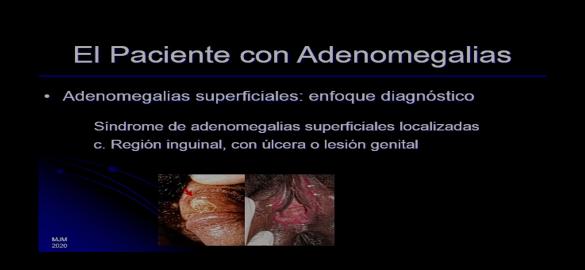 El Paciente con Adenomegalias
• Adenomegalias superficiales: enfoque diagnóstico
Síndrome de adenomegalias superficiales localizadas
c. Región inguinal, con úlcera o lesión genital
MJM
2020